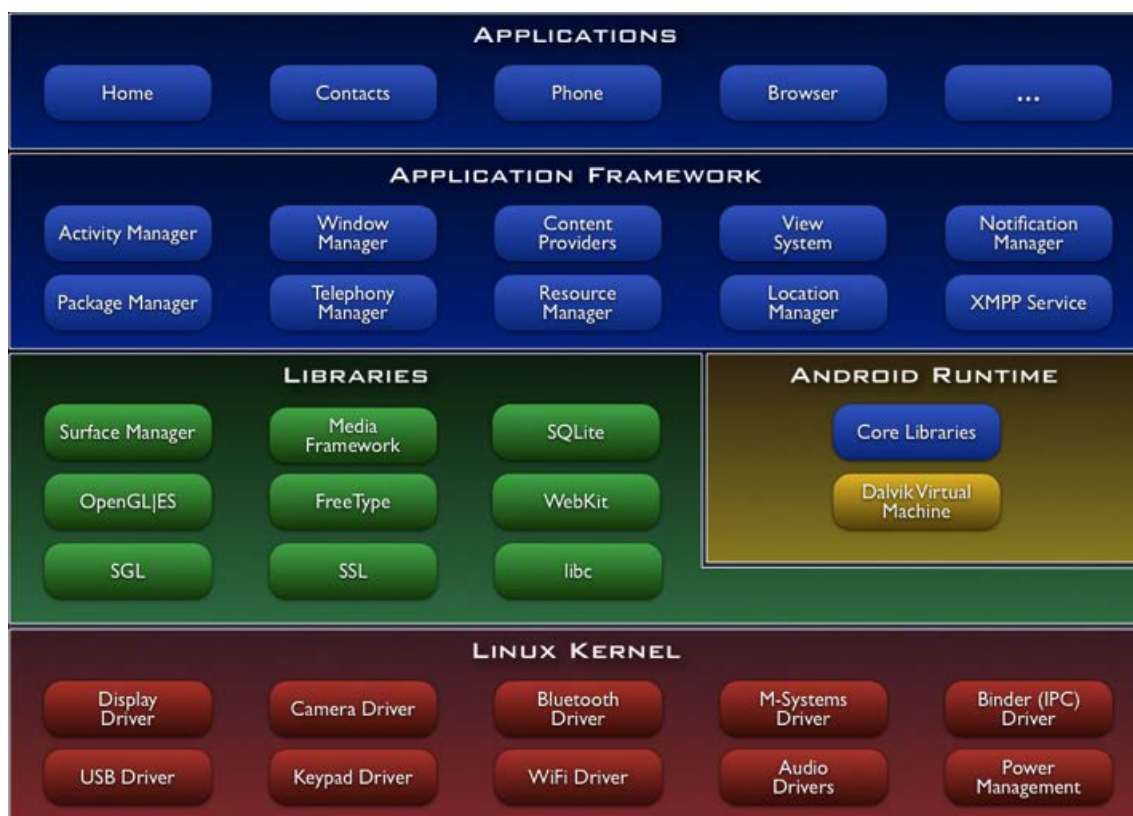 APPLICATIONS
Home
Contacts
Phone
Browser
...
APPLICATION FRAMEWORK
Activity Manager
Window
Manager
Content
Providers
View
System
Notification
Manager
Package Manager
Telephony
Manager
Resource
Manager
Location
Manager
XMPP Service
LIBRARIES
Surface Manager
Media
Framework
SQLite
OpenGL|ES
FreeType
WebKit
SGL
SSL
libc
ANDROID RUNTIME
Core Libraries
Dalvik Virtual
Machine
LINUX KERNEL
Display
Driver
Camera Driver
Bluetooth
Driver
M-Systems
Driver
Binder (IPC)
Driver
USB Driver
Keypad Driver
WiFi Driver
Audio
Drivers
Power
Management